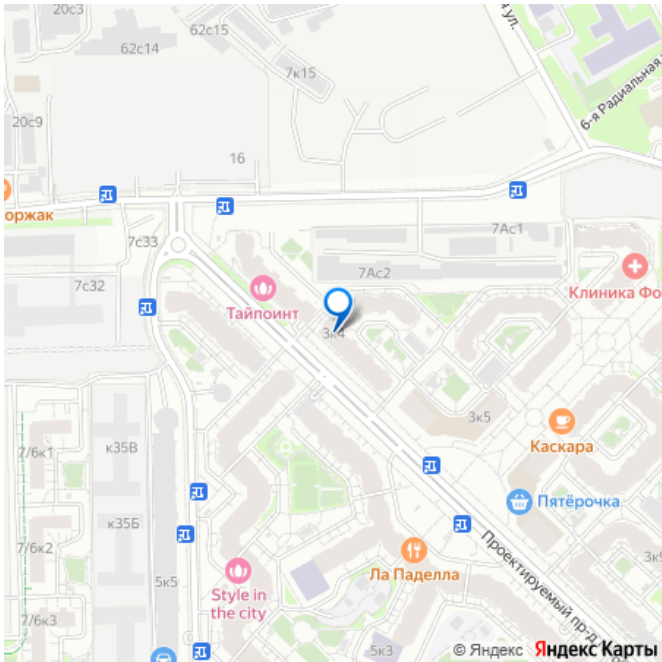 20с3
62с15
62с14
7к15
я ул.
6-я Радиальная
20с9
16
оржак
7с33
7Ас1
7Ас2
7с32
Клиника Фо
Тайпоинт
3к4
3к5
Каскара
7/6к1
к35В
Пятёрочка
к35Б
7/6к2
Проектируемый пр-д
Ла Паделла
3к9
Style in
the city
5к5
7/6к3
5к3
© Яндекс Яндекс Карты